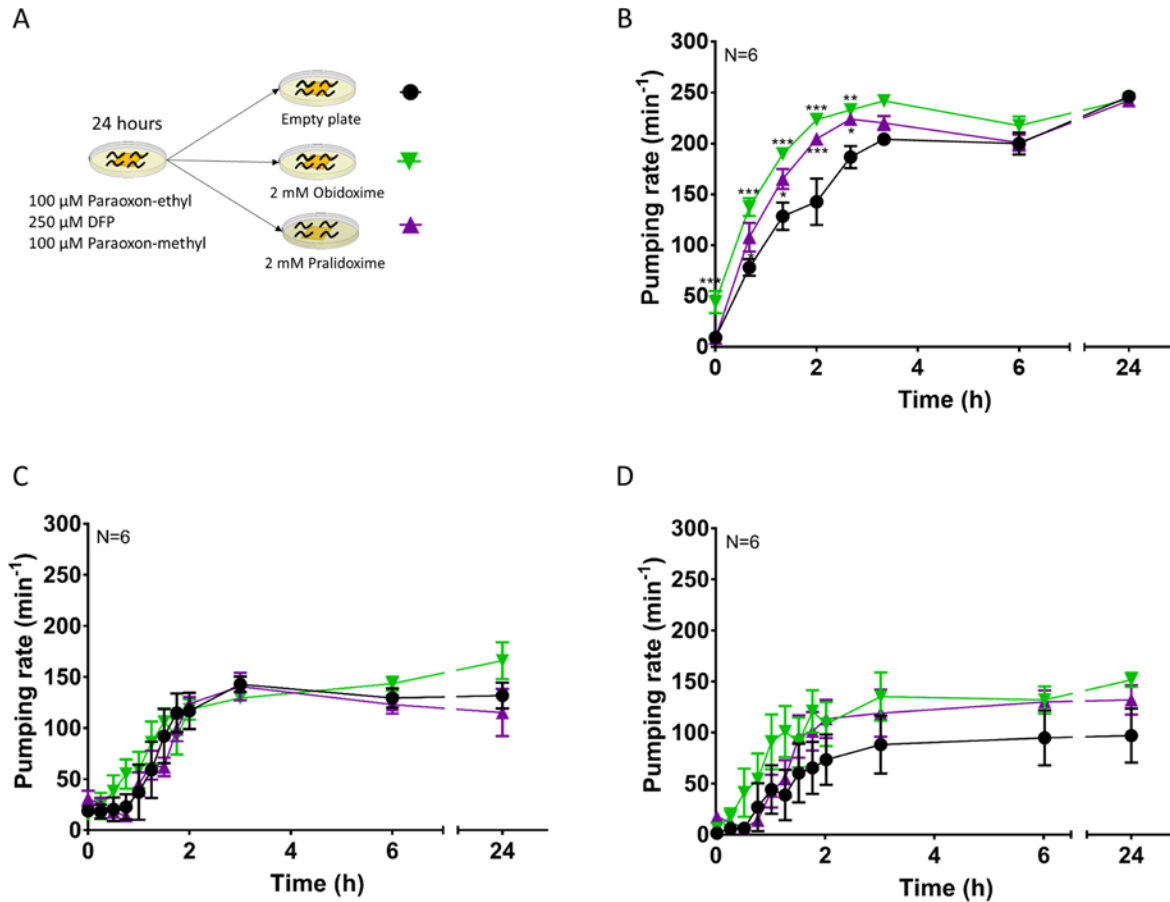 A
24 hours
100 µM Paraoxon-ethyl
250 µM DFP
100 µM Paraoxon-methyl
Empty plate
2 mM Obidoxime
2 mM Pralidoxime
B
N=6
Pumping rate (min⁻¹)
300
250
200
150
100
50
0
***
***
*
***
*
***
***
**
*
0
2
4
6
24
Time (h)
C
N=6
Pumping rate (min⁻¹)
300
250
200
150
100
50
0
0
2
4
6
24
Time (h)
D
N=6
Pumping rate (min⁻¹)
300
250
200
150
100
50
0
0
2
4
6
24
Time (h)